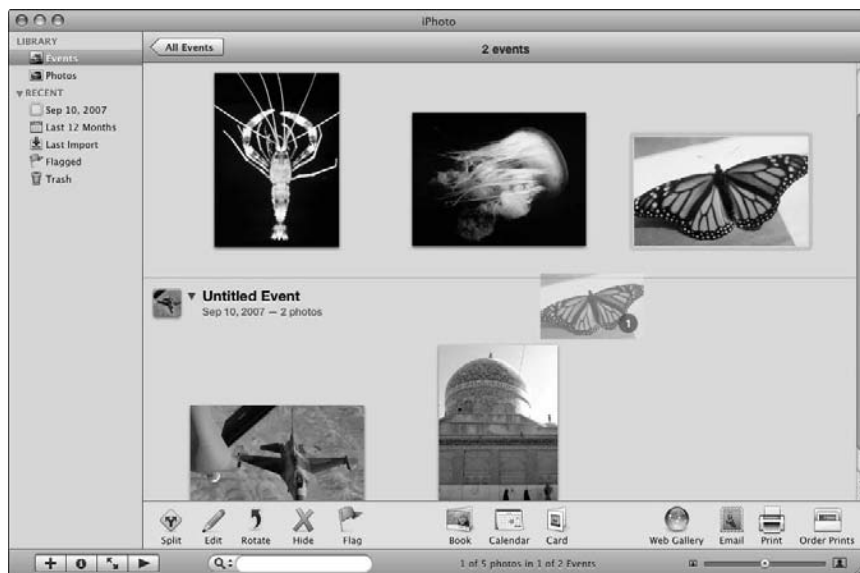 iPhoto
LIBRARY
Events
Photos
RECENT
Sep 10, 2007
Last 12 Months
Last Import
Flagged
Trash
All Events
2 events
Untitled Event
Sep 10, 2007 — 2 photos
1
Split
Edit
Rotate
Hide
Flag
Book
Calendar
Card
Web Gallery
Email
Print
Order Prints
1 of 5 photos in 1 of 2 Events